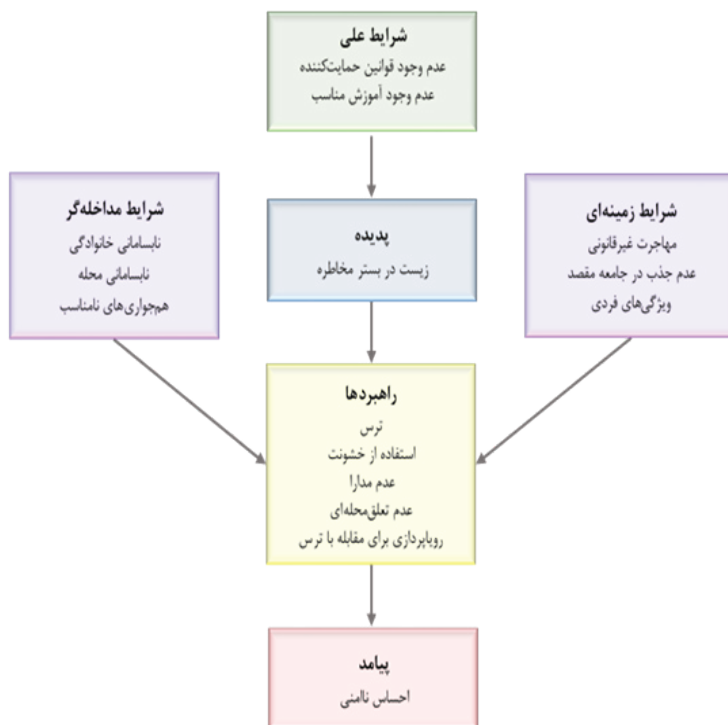 شرایط علی
عدم وجود قوانین حمایت‌کننده
عدم وجود آموزش مناسب
شرایط زمینه‌ای
مهاجرت غیرقانونی
عدم جذب در جامعه مقصد
ویژگی‌های فردی
پدیده
زیست در بستر مخاطره
شرایط مداخله‌گر
نابسامانی خانوادگی
نابسامانی محله
هم‌جواری‌های نامناسب
راهبردها
ترس
استفاده از خشونت
عدم مدارا
عدم تعلق‌محله‌ای
رویاپردازی برای مقابله با ترس
پیامد
احساس ناامنی